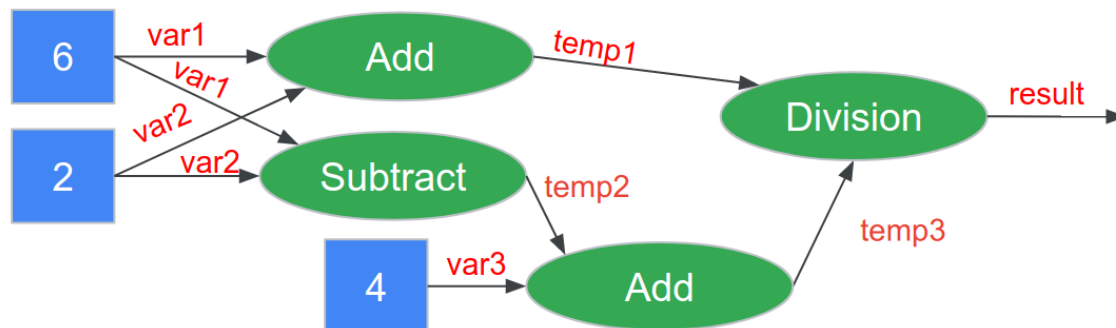 6
var1
Add
temp1
var1
var2
2
var2
Subtract
temp2
4
var3
Add
temp3
Division
result